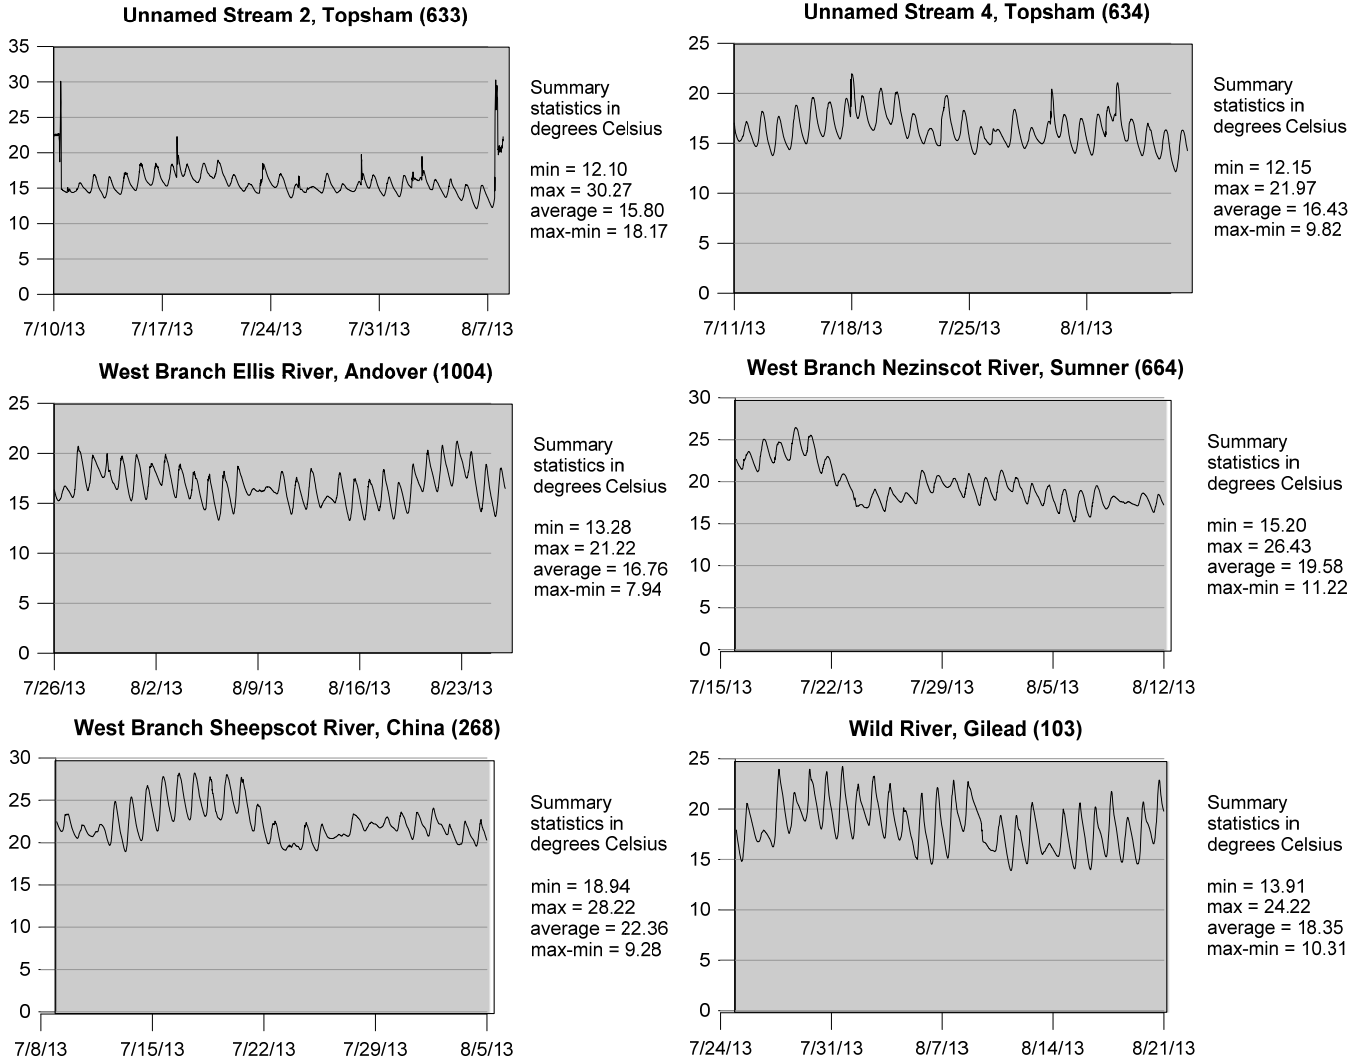 Unnamed Stream 2, Topsham (633)
35
30
25
20
15
10
5
0
7/10/13 7/17/13 7/24/13 7/31/13 8/7/13
Summary
statistics in
degrees Celsius
min = 12.10
max = 30.27
average = 15.80
max-min = 18.17
Unnamed Stream 4, Topsham (634)
25
20
15
10
5
0
7/11/13 7/18/13 7/25/13 8/1/13
Summary
statistics in
degrees Celsius
min = 12.15
max = 21.97
average = 16.43
max-min = 9.82
West Branch Ellis River, Andover (1004)
25
20
15
10
5
0
7/26/13 8/2/13 8/9/13 8/16/13 8/23/13
Summary
statistics in
degrees Celsius
min = 13.28
max = 21.22
average = 16.76
max-min = 7.94
West Branch Nezinscot River, Sumner (664)
30
25
20
15
10
5
0
7/15/13 7/22/13 7/29/13 8/5/13 8/12/13
Summary
statistics in
degrees Celsius
min = 15.20
max = 26.43
average = 19.58
max-min = 11.22
West Branch Sheepscot River, China (268)
30
25
20
15
10
5
0
7/8/13 7/15/13 7/22/13 7/29/13 8/5/13
Summary
statistics in
degrees Celsius
min = 18.94
max = 28.22
average = 22.36
max-min = 9.28
Wild River, Gilead (103)
25
20
15
10
5
0
7/24/13 7/31/13 8/7/13 8/14/13 8/21/13
Summary
statistics in
degrees Celsius
min = 13.91
max = 24.22
average = 18.35
max-min = 10.31